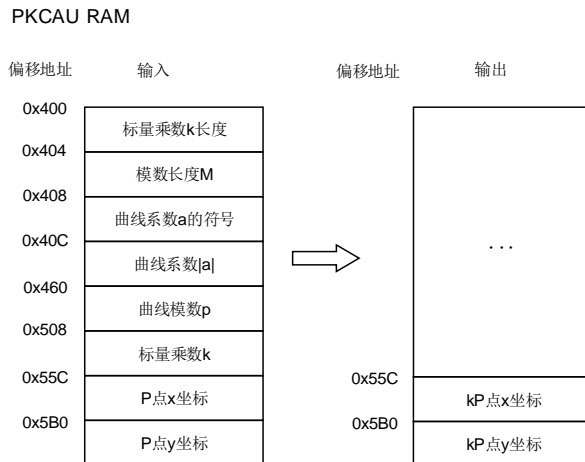 PKCAU RAM
偏移地址 输入 偏移地址 输出
0x400
标量乘数k长度
0x404
模数长度M
0x408
曲线系数a的符号
0x40C
曲线系数|a|
0x460
曲线模数p
0x508
标量乘数k
0x55C
P点x坐标
0x5B0
P点y坐标
...
0x55C
kP点x坐标
0x5B0
kP点y坐标